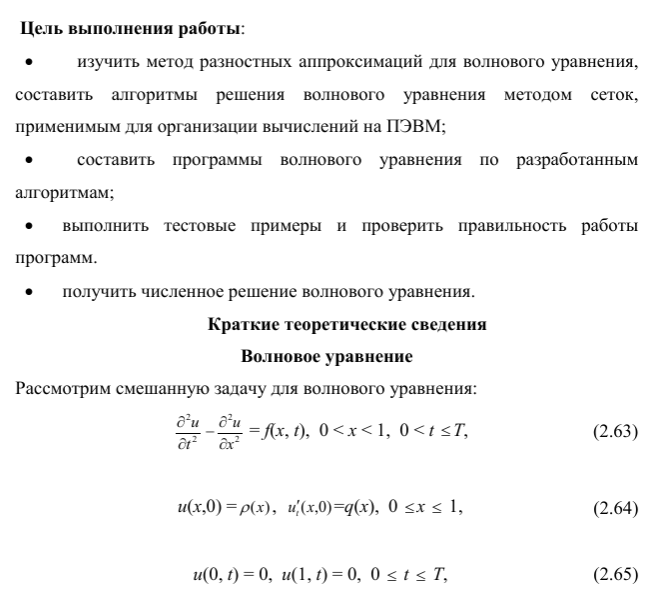 Цель выполнения работы:
• изучить метод разностных аппроксимаций для волнового уравнения,
составить алгоритмы решения волнового уравнения методом сеток,
применимым для организации вычислений на ПЭВМ;
• составить программы волнового уравнения по разработанным
алгоритмам;
• выполнить тестовые примеры и проверить правильность работы
программ.
• получить численное решение волнового уравнения.
Краткие теоретические сведения
Волновое уравнение
Рассмотрим смешанную задачу для волнового уравнения:
∂²u/∂t² − ∂²u/∂x² = f(x, t), 0 < x < 1, 0 < t ≤T, (2.63)
u(x,0) = ρ(x), u′ₜ(x,0)=q(x), 0 ≤x ≤ 1, (2.64)
u(0, t) = 0, u(1, t) = 0, 0 ≤ t ≤ T, (2.65)